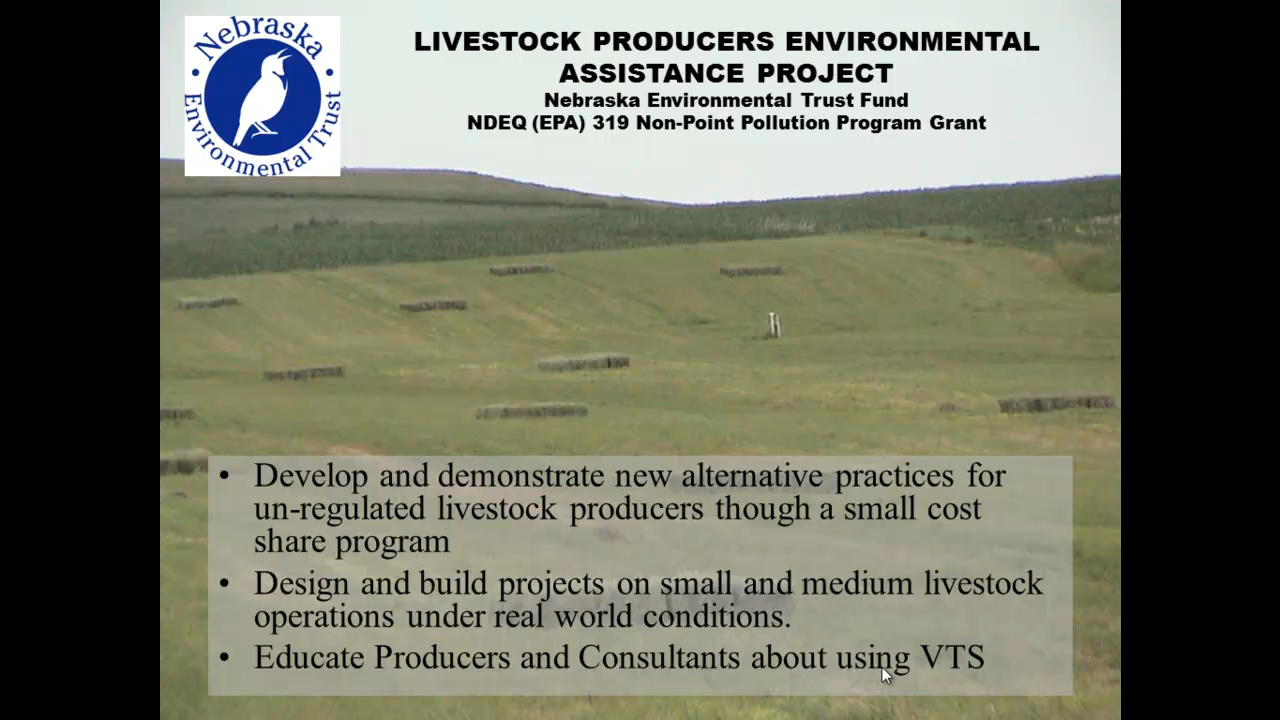 Nebraska
Environmental Trust
LIVESTOCK PRODUCERS ENVIRONMENTAL
ASSISTANCE PROJECT
Nebraska Environmental Trust Fund
NDEQ (EPA) 319 Non-Point Pollution Program Grant
• Develop and demonstrate new alternative practices for
un-regulated livestock producers though a small cost
share program
• Design and build projects on small and medium livestock
operations under real world conditions.
• Educate Producers and Consultants about using VTS